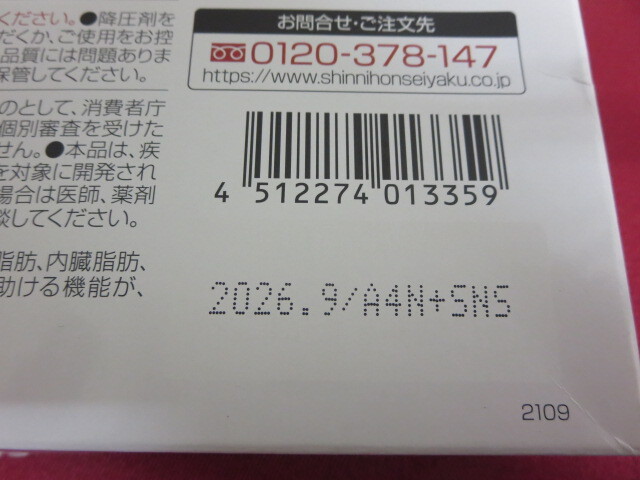 ください。●降圧剤を
だくか、ご使用をお控
品質には問題ありま
保管してください。
のとして、消費者庁
個別審査を受けた
せん。●本品は、疾
を対象に開発され
場合は医師、薬剤
談してください。
脂肪、内臓脂肪、
助ける機能が、
お問合せ・ご注文先
0120-378-147
https://www.shinnihonseiyaku.co.jp
4 512274 013359
2026.9/A4N+SNS
2109